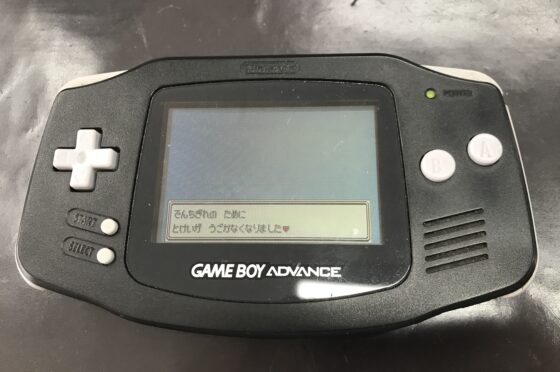 Nintendo
POWER
でんちぎれの ために
とけいが うごかなくなりました
B
A
START
SELECT
GAME BOY ADVANCE